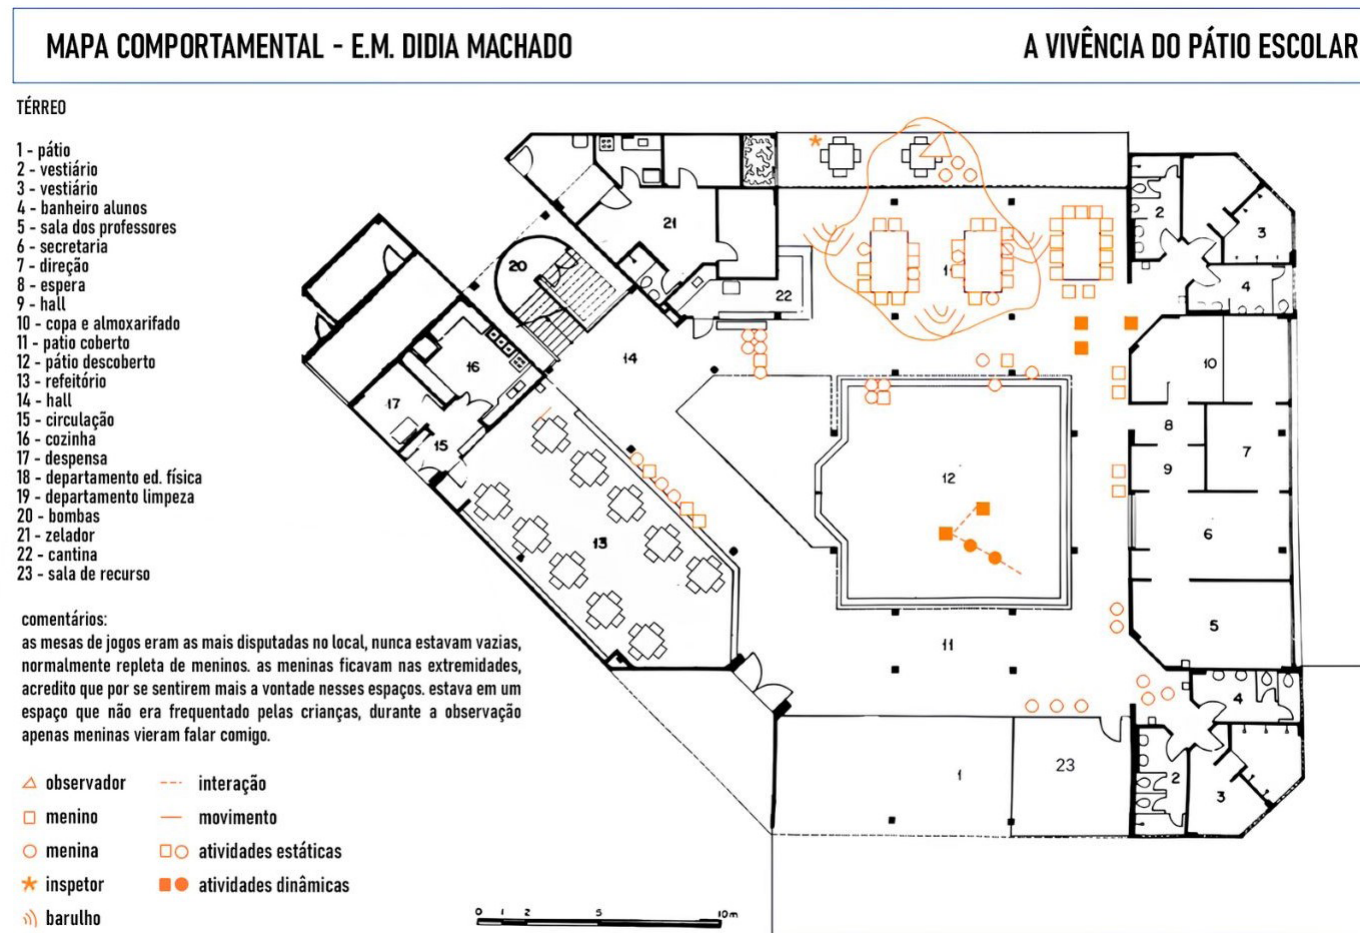 MAPA COMPORTAMENTAL - E.M. DIDIA MACHADO
A VIVÊNCIA DO PÁTIO ESCOLAR
TÉRREO
1 - pátio
2 - vestiário
3 - vestiário
4 - banheiro alunos
5 - sala dos professores
6 - secretaria
7 - direção
8 - espera
9 - hall
10 - copa e almoxarifado
11 - patio coberto
12 - pátio descoberto
13 - refeitório
14 - hall
15 - circulação
16 - cozinha
17 - despensa
18 - departamento ed. física
19 - departamento limpeza
20 - bombas
21 - zelador
22 - cantina
23 - sala de recurso
comentários:
as mesas de jogos eram as mais disputadas no local, nunca estavam vazias,
normalmente repleta de meninos. as meninas ficavam nas extremidades,
acredito que por se sentirem mais a vontade nesses espaços. estava em um
espaço que não era frequentado pelas crianças, durante a observação
apenas meninas vieram falar comigo.
observador
menino
menina
inspetor
barulho
interação
movimento
atividades estáticas
atividades dinâmicas
2
3
21
20
22
4
14
10
16
17
8
7
15
9
12
13
6
5
11
4
1
23
2
3
0 1 2 5 10m